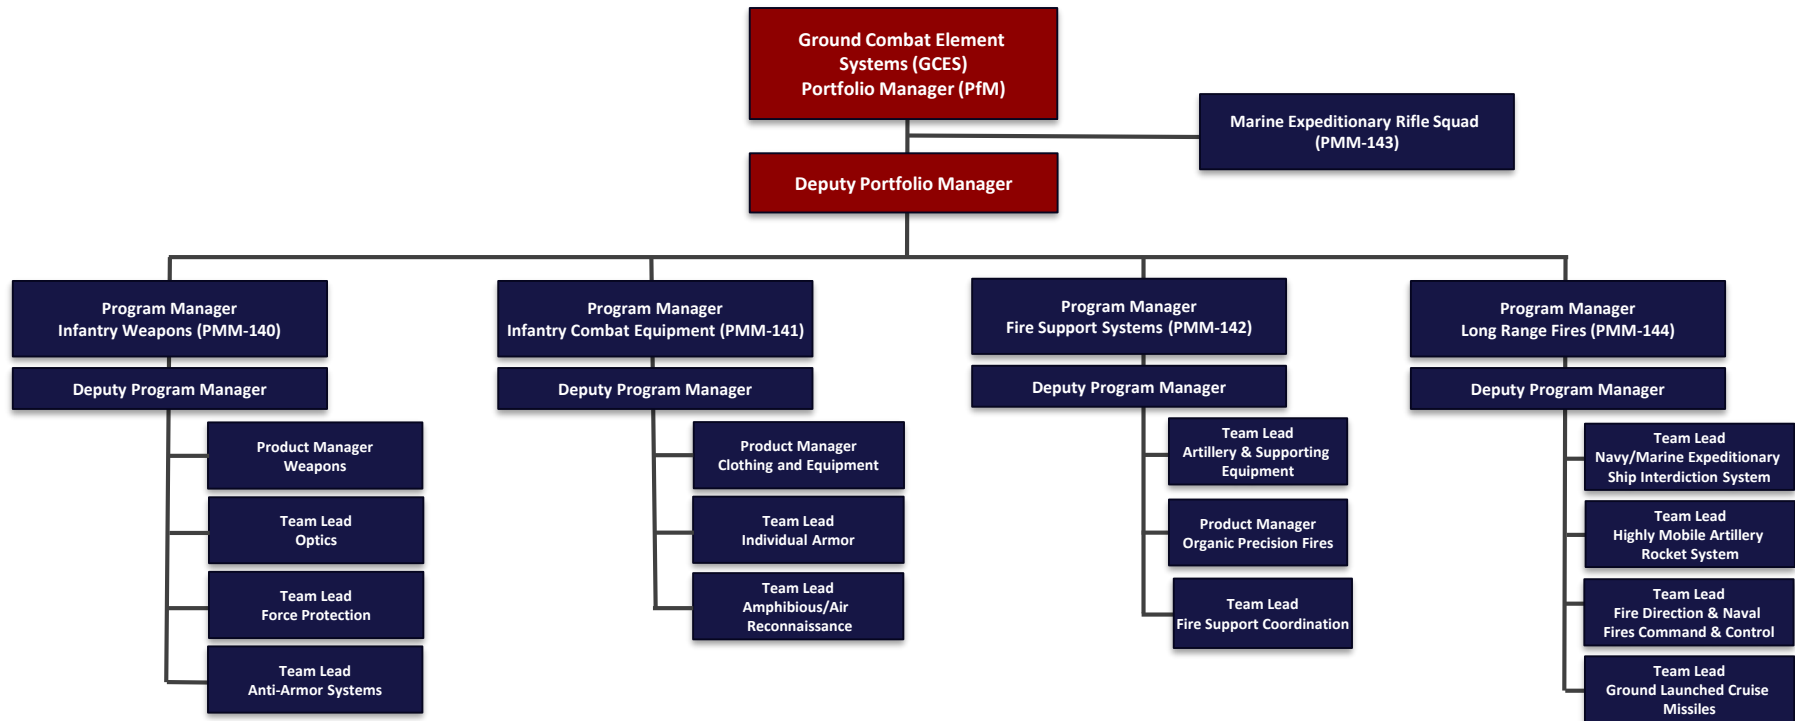 Ground Combat Element
Systems (GCES)
Portfolio Manager (PfM)
Marine Expeditionary Rifle Squad
(PMM-143)
Deputy Portfolio Manager
Program Manager
Infantry Weapons (PMM-140)
Deputy Program Manager
Product Manager
Weapons
Team Lead
Optics
Team Lead
Force Protection
Team Lead
Anti-Armor Systems
Program Manager
Infantry Combat Equipment (PMM-141)
Deputy Program Manager
Product Manager
Clothing and Equipment
Team Lead
Individual Armor
Team Lead
Amphibious/Air
Reconnaissance
Program Manager
Fire Support Systems (PMM-142)
Deputy Program Manager
Team Lead
Artillery & Supporting
Equipment
Product Manager
Organic Precision Fires
Team Lead
Fire Support Coordination
Program Manager
Long Range Fires (PMM-144)
Deputy Program Manager
Team Lead
Navy/Marine Expeditionary
Ship Interdiction System
Team Lead
Highly Mobile Artillery
Rocket System
Team Lead
Fire Direction & Naval
Fires Command & Control
Team Lead
Ground Launched Cruise
Missiles